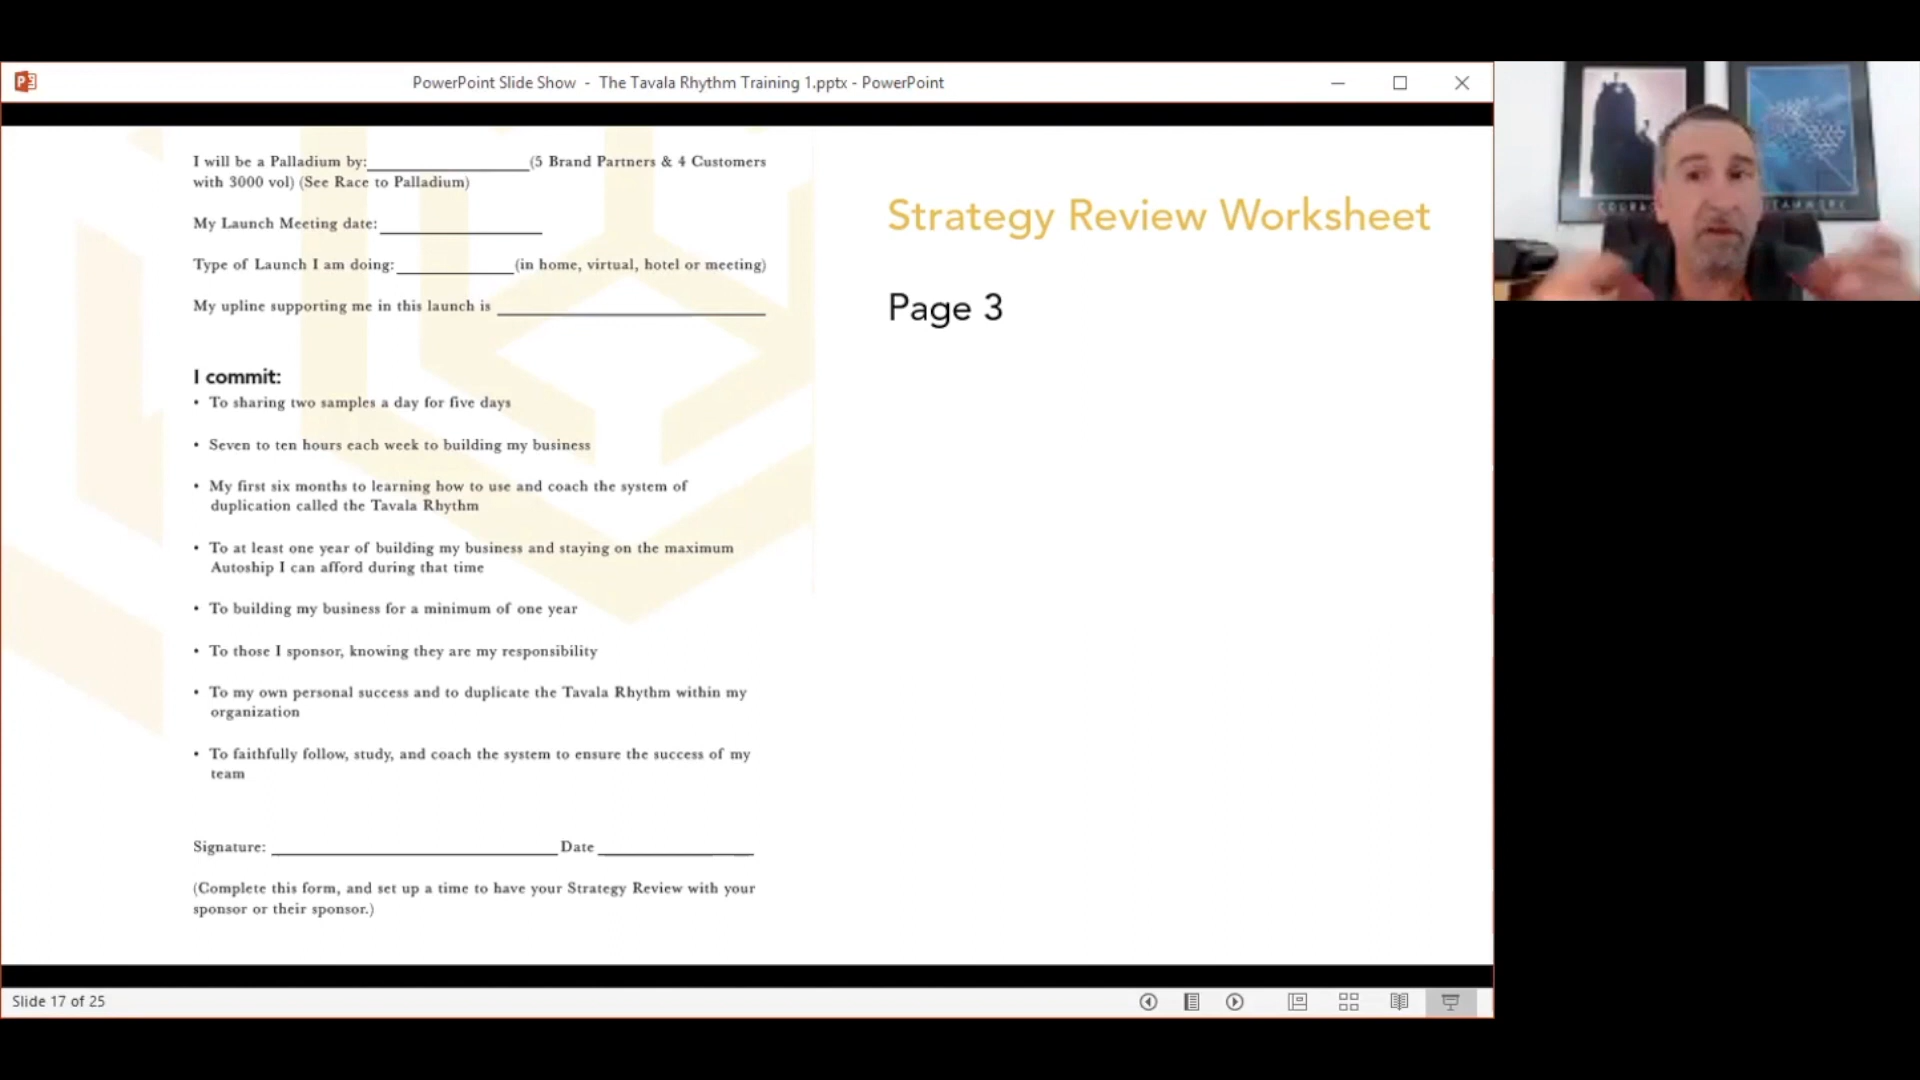 PowerPoint Slide Show - The Tavala Rhythm Training 1.pptx - PowerPoint
I will be a Palladium by:________________(5 Brand Partners & 4 Customers
with 3000 vol) (See Race to Palladium)
My Launch Meeting date: ________________
Type of Launch I am doing: ____________(in home, virtual, hotel or meeting)
My upline supporting me in this launch is ___________________________
I commit:
• To sharing two samples a day for five days
• Seven to ten hours each week to building my business
• My first six months to learning how to use and coach the system of
duplication called the Tavala Rhythm
• To at least one year of building my business and staying on the maximum
Autoship I can afford during that time
• To building my business for a minimum of one year
• To those I sponsor, knowing they are my responsibility
• To my own personal success and to duplicate the Tavala Rhythm within my
organization
• To faithfully follow, study, and coach the system to ensure the success of my
team
Signature: ____________________________ Date _______________
(Complete this form, and set up a time to have your Strategy Review with your
sponsor or their sponsor.)
Strategy Review Worksheet
Page 3
Slide 17 of 25